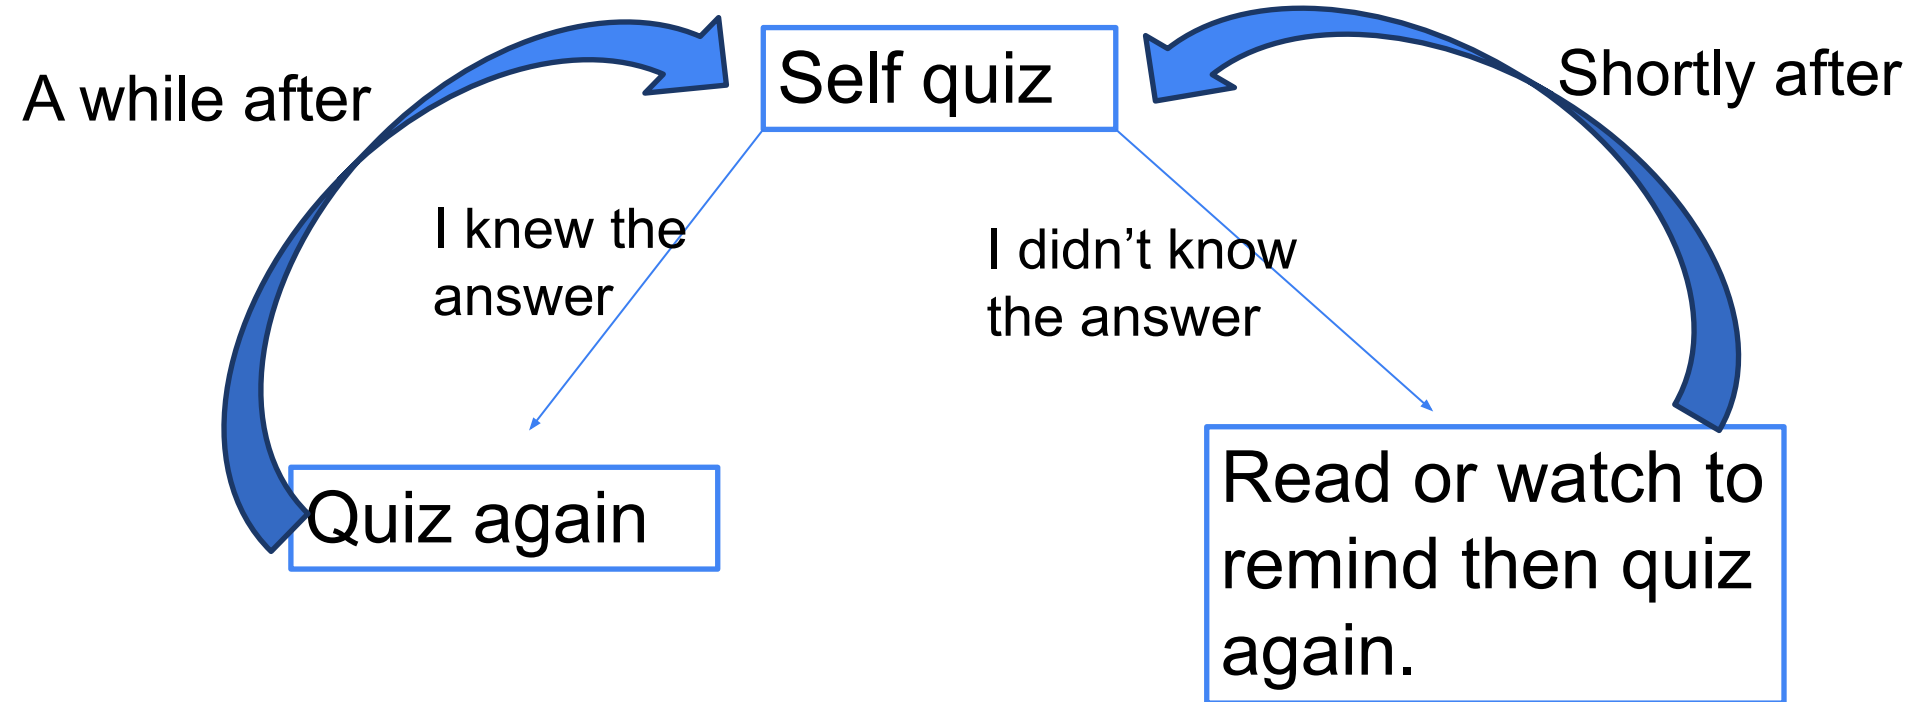 Self quiz
A while after
Shortly after
I knew the
answer
I didn’t know
the answer
Quiz again
Read or watch to
remind then quiz
again.